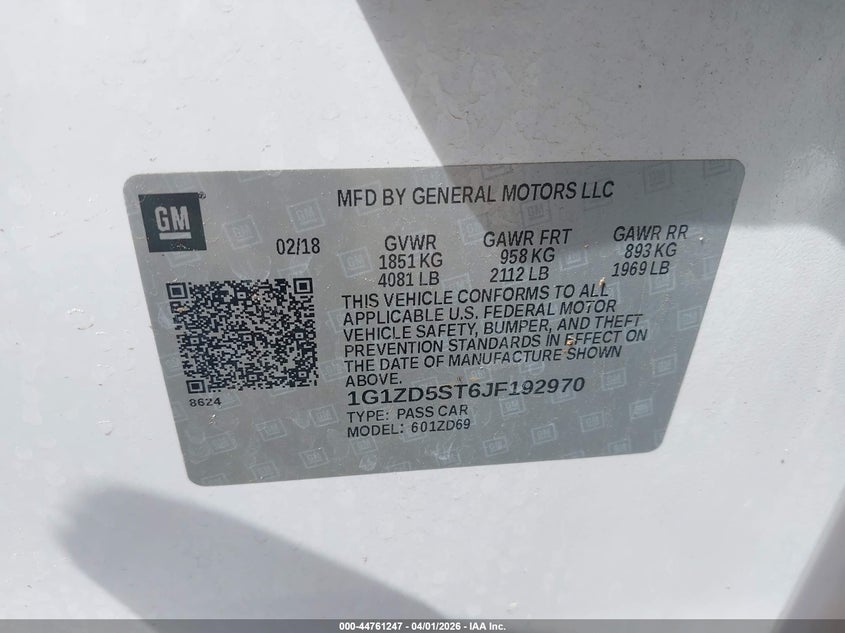 GM
MFD BY GENERAL MOTORS LLC
02/18 GVWR GAWR FRT GAWR RR
1851 KG 958 KG 893 KG
4081 LB 2112 LB 1969 LB
THIS VEHICLE CONFORMS TO ALL
APPLICABLE U.S. FEDERAL MOTOR
VEHICLE SAFETY, BUMPER, AND THEFT
PREVENTION STANDARDS IN EFFECT ON
THE DATE OF MANUFACTURE SHOWN
ABOVE.
8624
1G1ZD5ST6JF192970
TYPE: PASS CAR
MODEL: 601ZD69
000-44761247 - 04/01/2026 - IAA Inc.